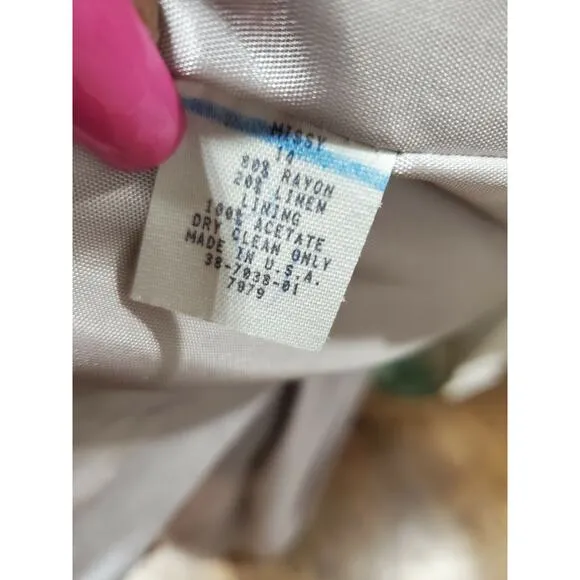 MISSY
14
80% RAYON
20% LINEN
LINING
100% ACETATE
DRY CLEAN ONLY
MADE IN U.S.A.
38-7038-01
7979